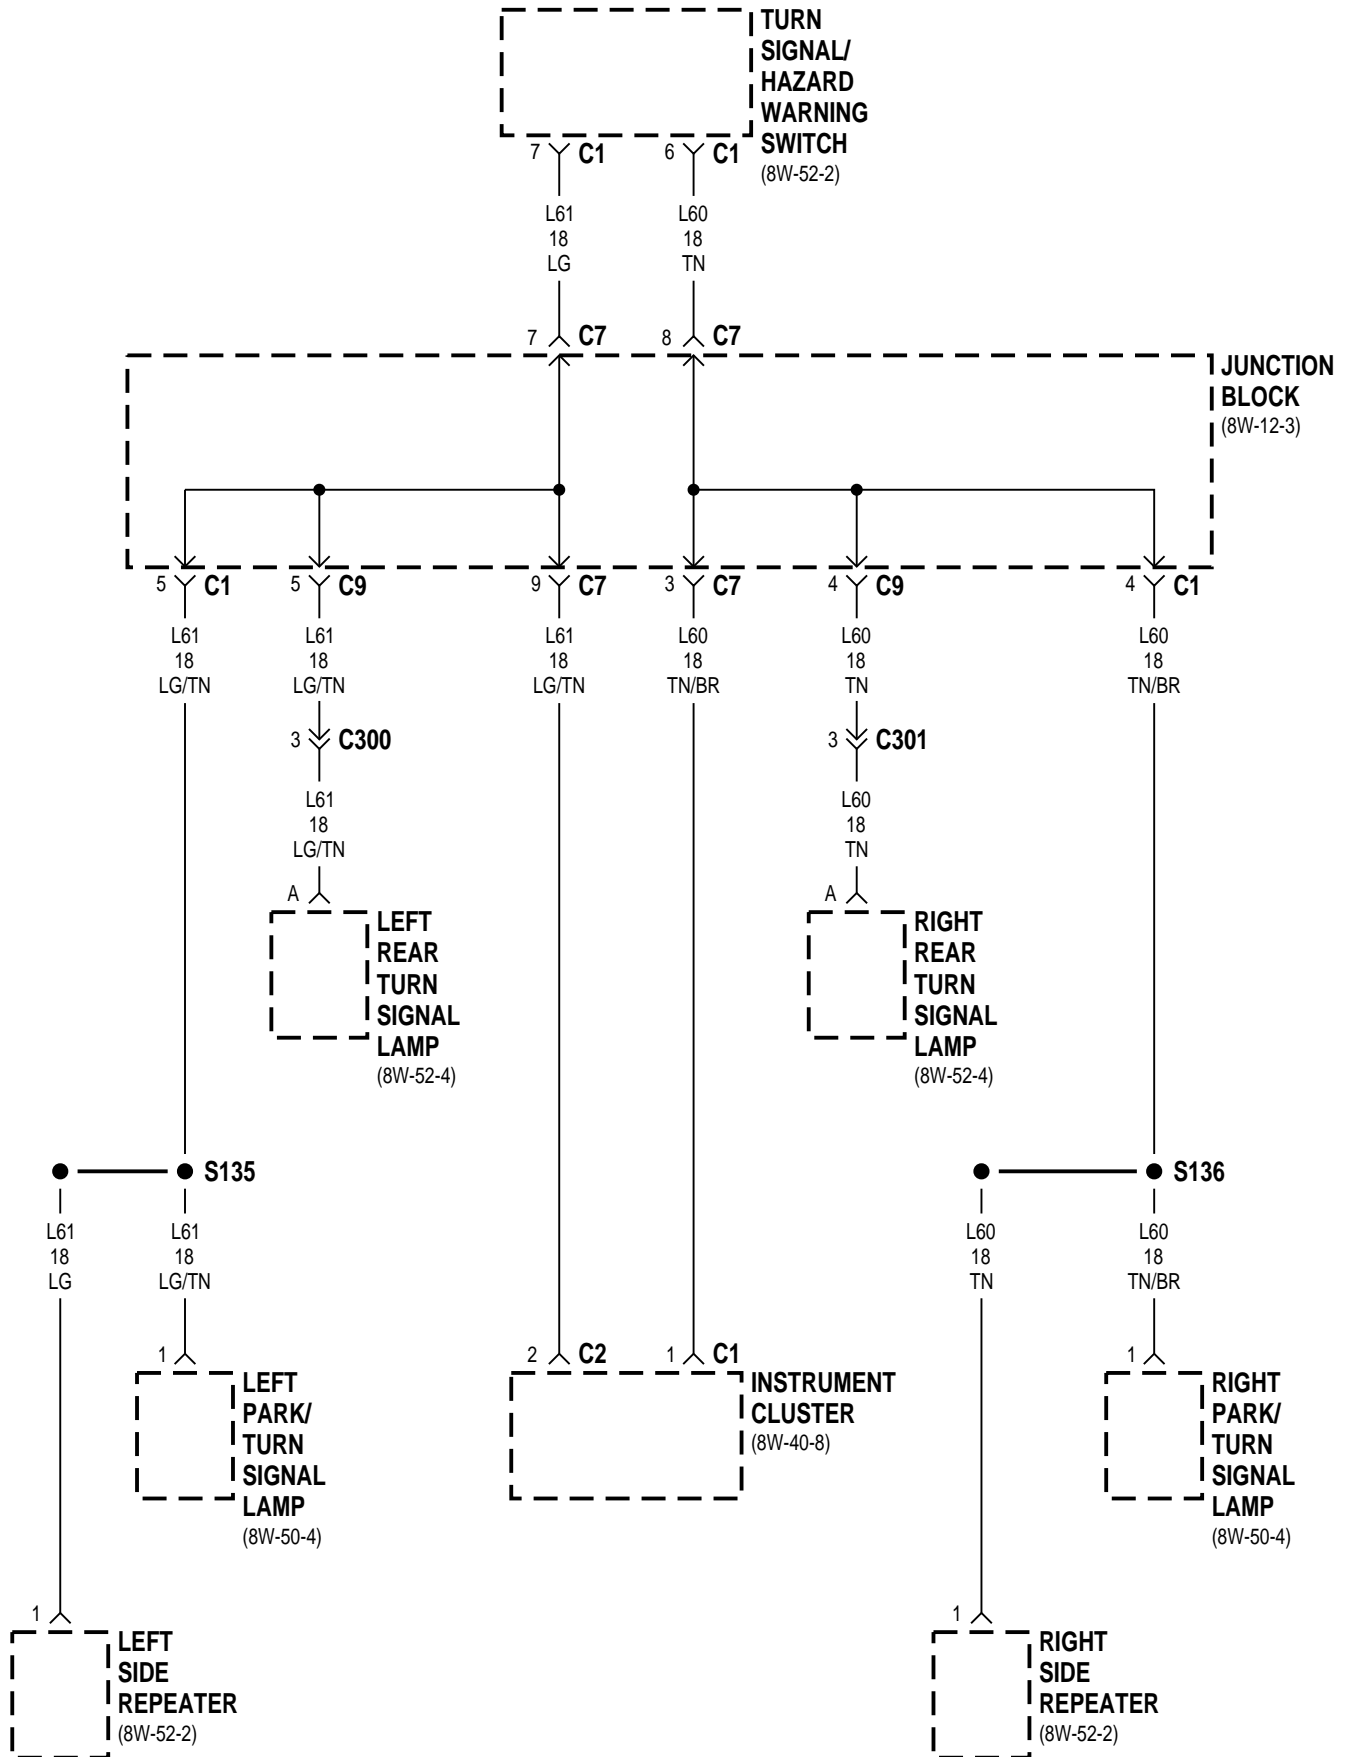 TURN
SIGNAL/
HAZARD
WARNING
SWITCH
(8W-52-2)
7 C1 6 C1
L61 L60
18 18
LG TN
7 C7 8 C7
JUNCTION
BLOCK
(8W-12-3)
5 C1 5 C9 9 C7 3 C7 4 C9 4 C1
L61 L61 L61 L60 L60 L60
18 18 18 18 18 18
LG/TN LG/TN LG/TN TN/BR TN TN/BR
3 C300 3 C301
L61 L60
18 18
LG/TN TN
A A
LEFT RIGHT
REAR REAR
TURN TURN
SIGNAL SIGNAL
LAMP LAMP
(8W-52-4) (8W-52-4)
S135 S136
L61 L61 L60 L60
18 18 18 18
LG LG/TN TN TN/BR
1 2 C2 1 C1 1
LEFT INSTRUMENT RIGHT
PARK/ CLUSTER PARK/
TURN (8W-40-8) TURN
SIGNAL SIGNAL
LAMP LAMP
(8W-50-4) (8W-50-4)
1 1
LEFT RIGHT
SIDE SIDE
REPEATER REPEATER
(8W-52-2) (8W-52-2)